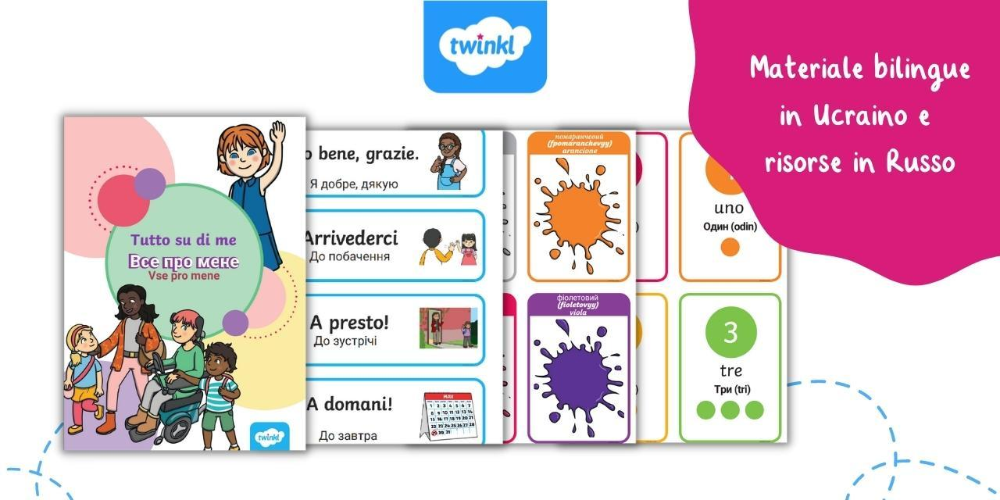 twinkl
Materiale bilingue
in Ucraino e
risorse in Russo
Tutto su di me
Все про мене
Vse pro mene
twinkl
bene, grazie.
Я добре, дякую
Arrivederci
До побачення
A presto!
До зустрічі
A domani!
До завтра
MAY
помаранчевий
(fpomaranchevyy)
arancione
фіолетовий
(fioletovyy)
viola
uno
Один (odin)
3
tre
Три (tri)